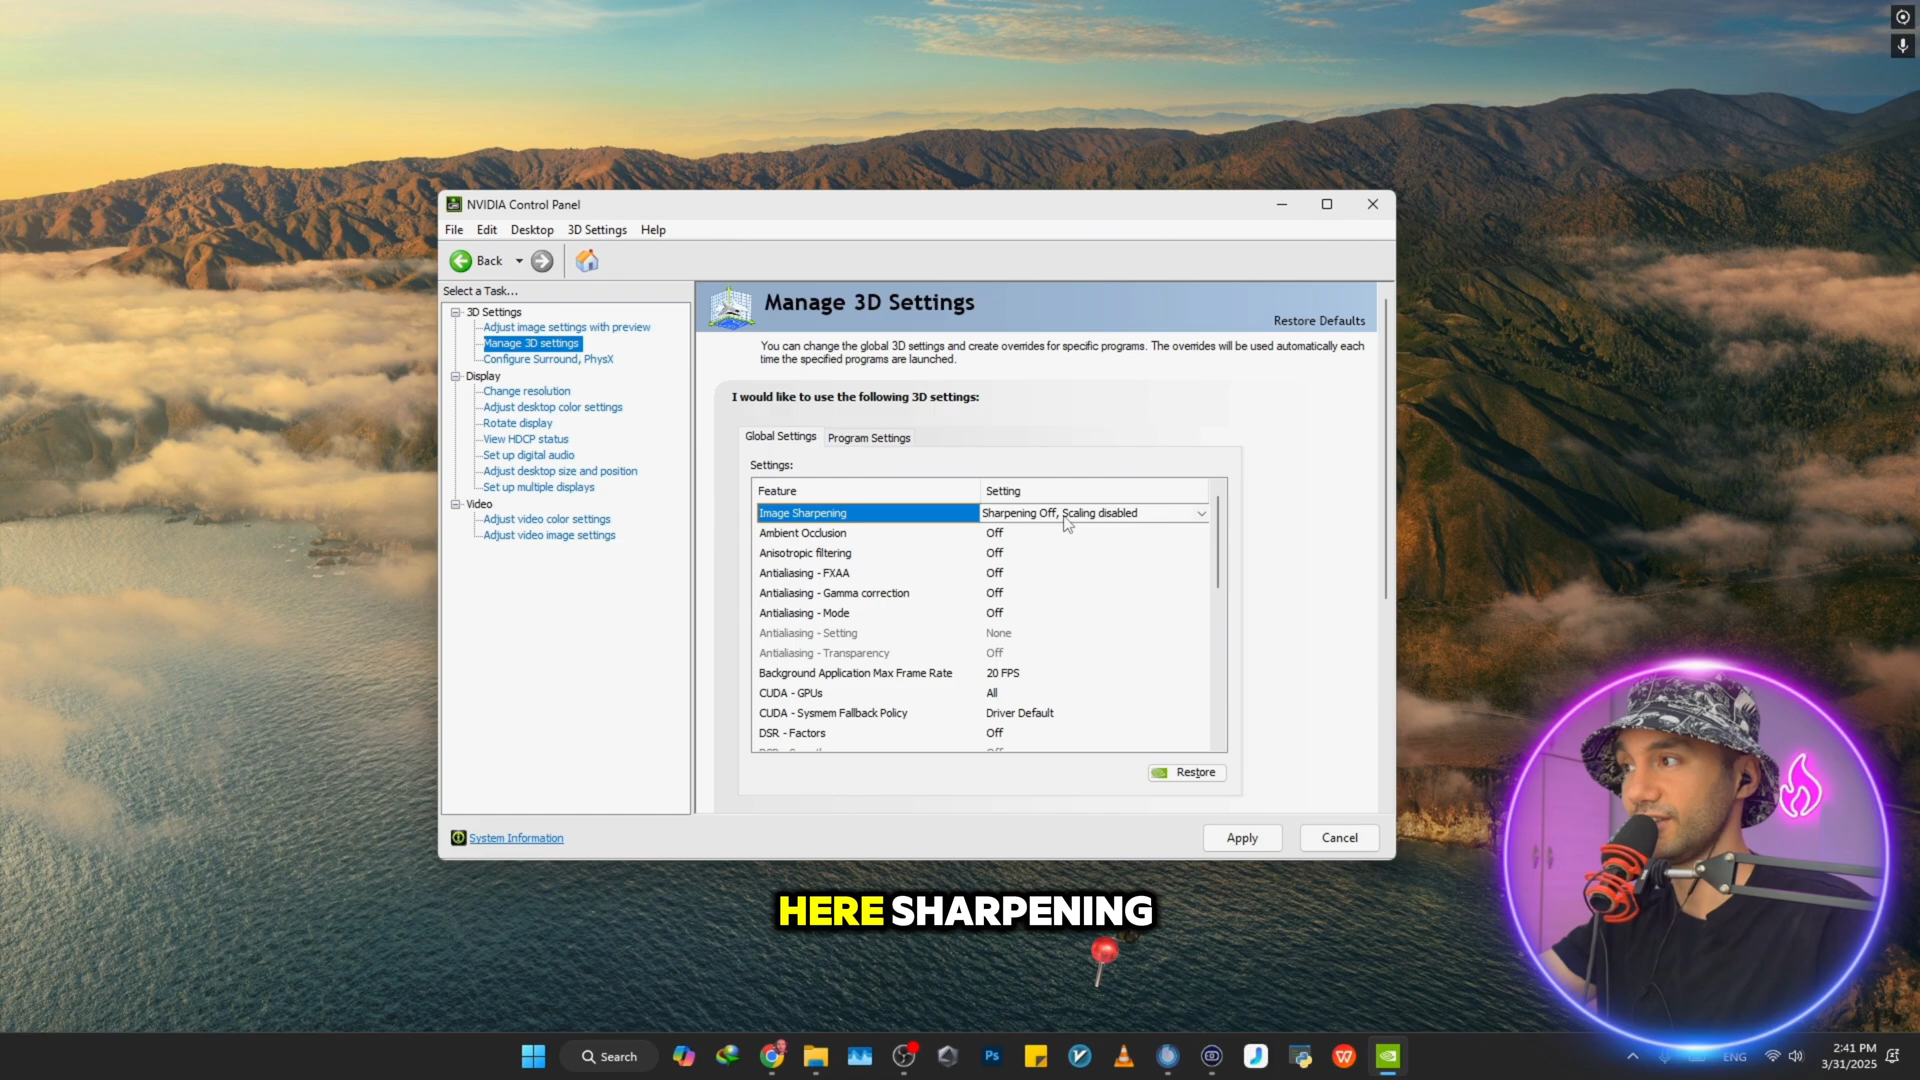 NVIDIA Control Panel
File Edit Desktop 3D Settings Help
Back
Select a Task...
3D Settings
Adjust image settings with preview
Manage 3D settings
Configure Surround, PhysX
Display
Change resolution
Adjust desktop color settings
Rotate display
View HDCP status
Set up digital audio
Adjust desktop size and position
Set up multiple displays
Video
Adjust video color settings
Adjust video image settings
System Information
Manage 3D Settings
Restore Defaults
You can change the global 3D settings and create overrides for specific programs. The overrides will be used automatically each
time the specified programs are launched.
I would like to use the following 3D settings:
Global Settings Program Settings
Settings:
Feature Setting
Image Sharpening Sharpening Off, Scaling disabled
Ambient Occlusion Off
Anisotropic filtering Off
Antialiasing - FXAA Off
Antialiasing - Gamma correction Off
Antialiasing - Mode Off
Antialiasing - Setting None
Antialiasing - Transparency Off
Background Application Max Frame Rate 20 FPS
CUDA - GPUs All
CUDA - Sysmem Fallback Policy Driver Default
DSR - Factors Off
Restore
Apply Cancel
HERE SHARPENING
Search
Ps
ENG
2:41 PM
3/31/2025